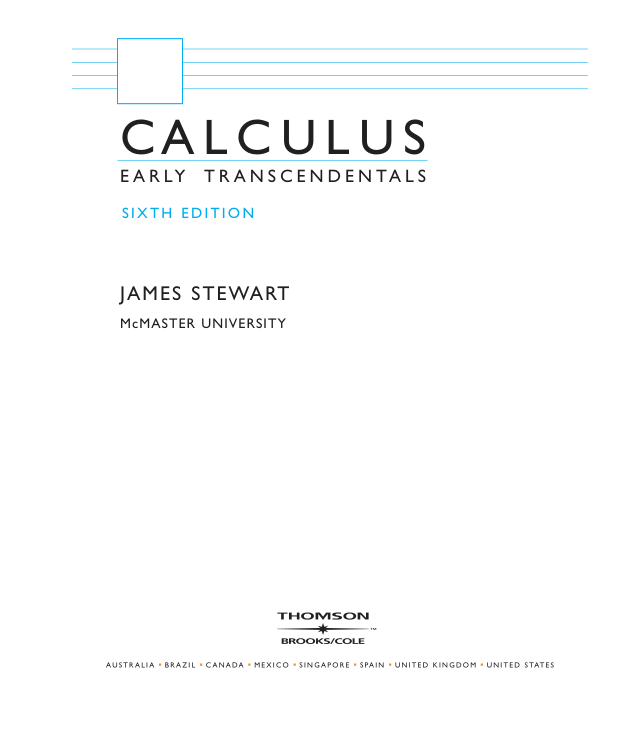 CALCULUS
EARLY TRANSCENDENTALS
SIXTH EDITION
JAMES STEWART
McMASTER UNIVERSITY
THOMSON
™
BROOKS/COLE
AUSTRALIA • BRAZIL • CANADA • MEXICO • SINGAPORE • SPAIN • UNITED KINGDOM • UNITED STATES